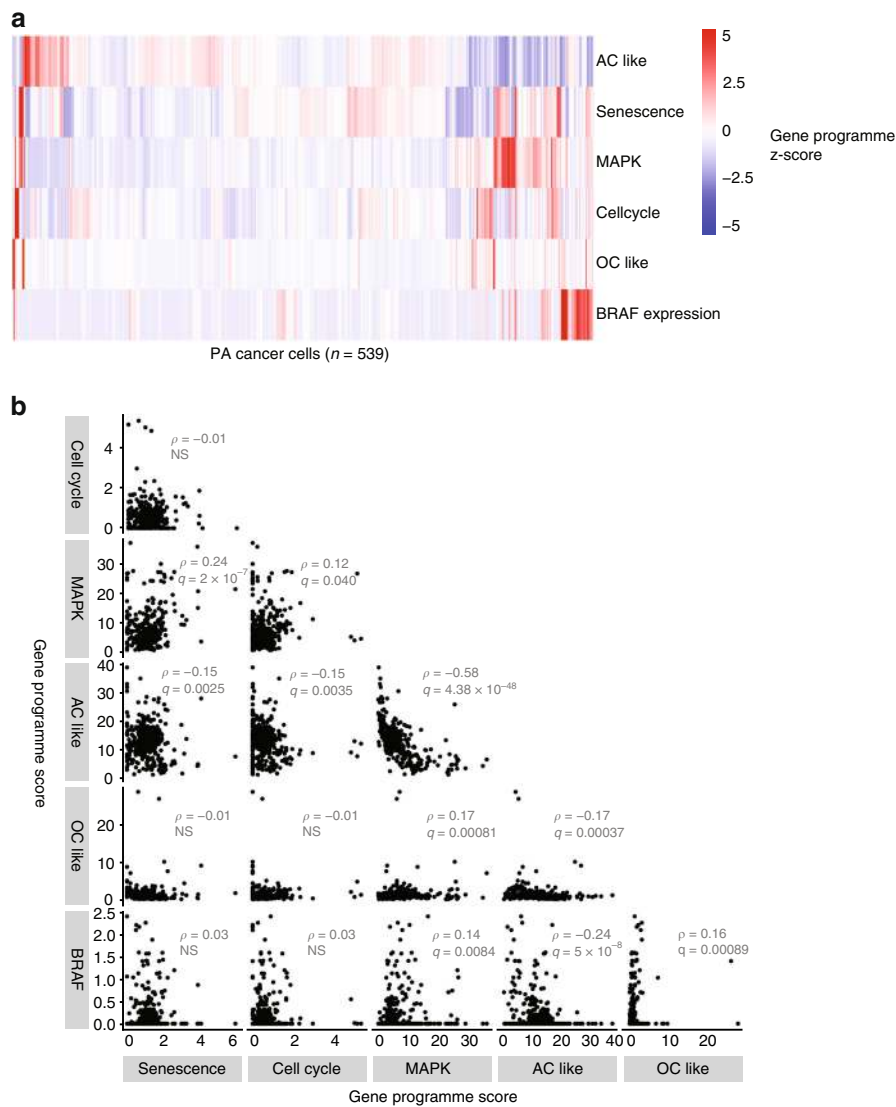 a
AC like
Senescence
MAPK
Cellcycle
OC like
BRAF expression
PA cancer cells (n = 539)
5
2.5
0
−2.5
−5
Gene programme
z-score
b
Gene programme score
Cell cycle
4
2
0
ρ = −0.01
NS
MAPK
30
20
10
0
ρ = 0.24
q = 2 × 10⁻⁷
ρ = 0.12
q = 0.040
AC like
40
30
20
10
0
ρ = −0.15
q = 0.0025
ρ = −0.15
q = 0.0035
ρ = −0.58
q = 4.38 × 10⁻⁴⁸
OC like
20
10
0
ρ = −0.01
NS
ρ = −0.01
NS
ρ = 0.17
q = 0.00081
ρ = −0.17
q = 0.00037
BRAF
2.5
2.0
1.5
1.0
0.5
0.0
ρ = 0.03
NS
ρ = 0.03
NS
ρ = 0.14
q = 0.0084
ρ = −0.24
q = 5 × 10⁻⁸
ρ = 0.16
q = 0.00089
0 2 4 6
0 2 4
0 10 20 30
0 10 20 30 40
0 10 20
Senescence
Cell cycle
MAPK
AC like
OC like
Gene programme score